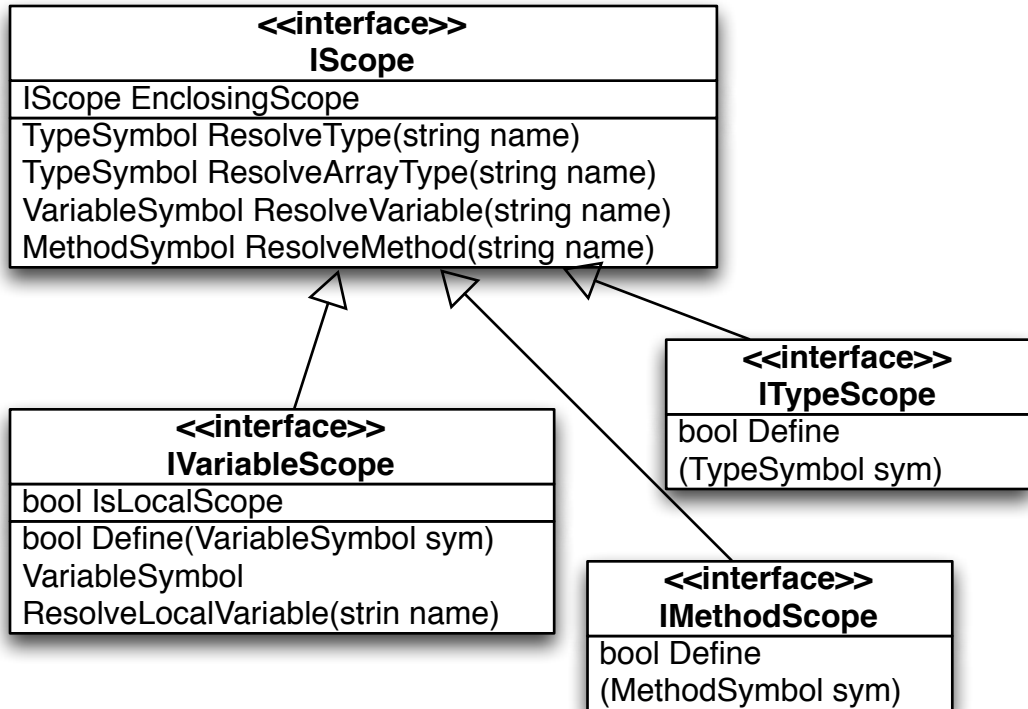 <<interface>>
IScope
IScope EnclosingScope
TypeSymbol ResolveType(string name)
TypeSymbol ResolveArrayType(string name)
VariableSymbol ResolveVariable(string name)
MethodSymbol ResolveMethod(string name)
<<interface>>
ITypeScope
bool Define
(TypeSymbol sym)
<<interface>>
IVariableScope
bool IsLocalScope
bool Define(VariableSymbol sym)
VariableSymbol
ResolveLocalVariable(strin name)
<<interface>>
IMethodScope
bool Define
(MethodSymbol sym)